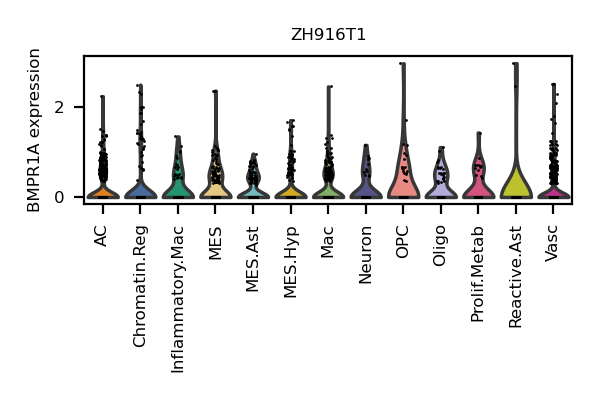 ZH916T1
BMPR1A expression
2
0
AC
Chromatin.Reg
Inflammatory.Mac
MES
MES.Ast
MES.Hyp
Mac
Neuron
OPC
Oligo
Prolif.Metab
Reactive.Ast
Vasc